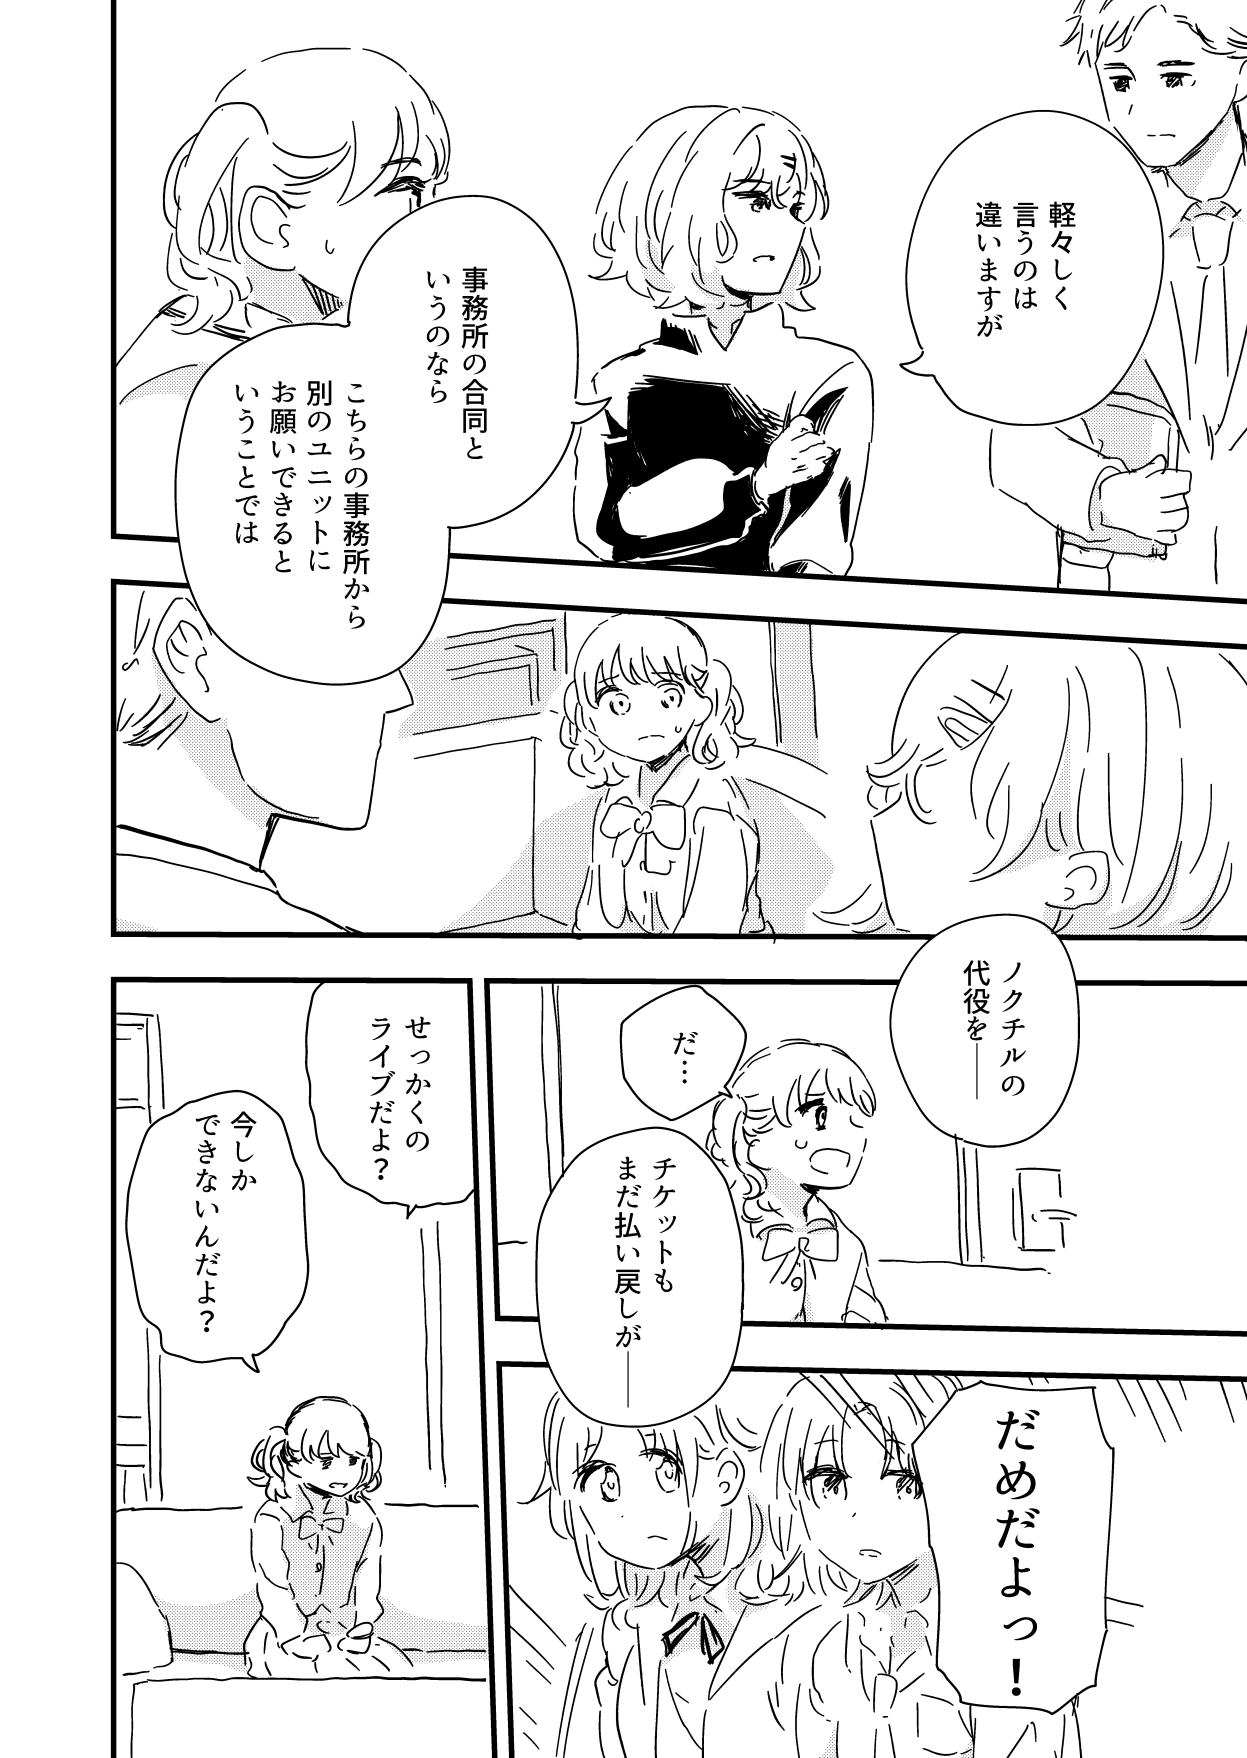 軽々しく
言うのは
違いますが
事務所の合同と
いうのなら
こちらの事務所から
別のユニットに
お願いできると
いうことでは
ノクチルの
代役を──
だ…
チケットも
まだ払い戻しが──
だめだよっ！
せっかくの
ライブだよ？
今しか
できないんだよ？